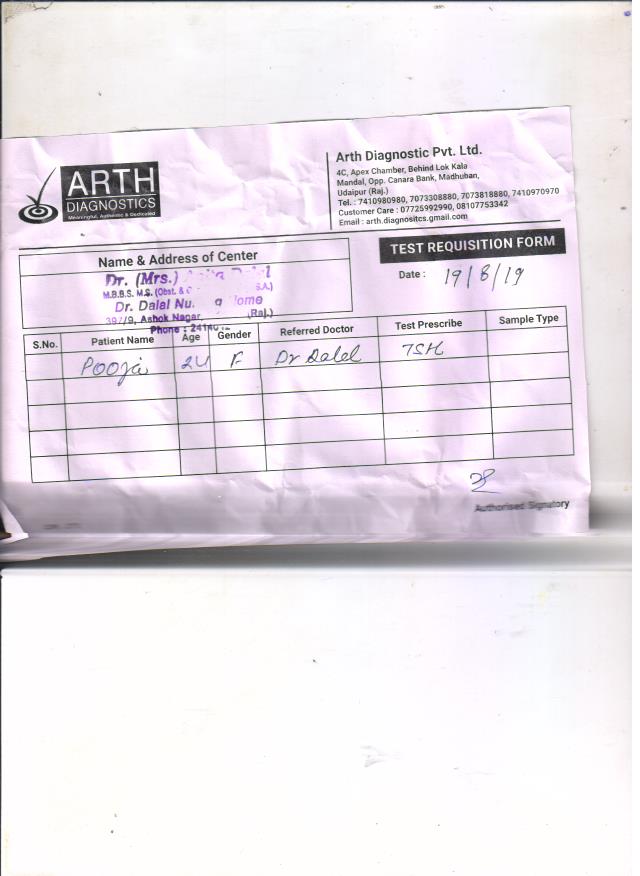 ARTH
DIAGNOSTICS
Meaningful, Authentic & Dedicated
Arth Diagnostic Pvt. Ltd.
4C, Apex Chamber, Behind Lok Kala
Mandal, Opp. Canara Bank, Madhuban,
Udaipur (Raj.)
Tel. : 7410980980, 7073308880, 7073818880, 7410970970
Customer Care : 07725992990, 08107753342
Email : arth.diagnositcs.gmail.com
TEST REQUISITION FORM
Date : 19/8/19
Name & Address of Center
Dr. (Mrs.)
M.B.B.S. M.S. (Obst. &
Dr. Dalal
Ashok Nagar, (Raj.)
Phone :
S.No. Patient Name Age Gender Referred Doctor Test Prescribe Sample Type
Pooja 24 F Dr Dalal TSH
Authorised Signatory